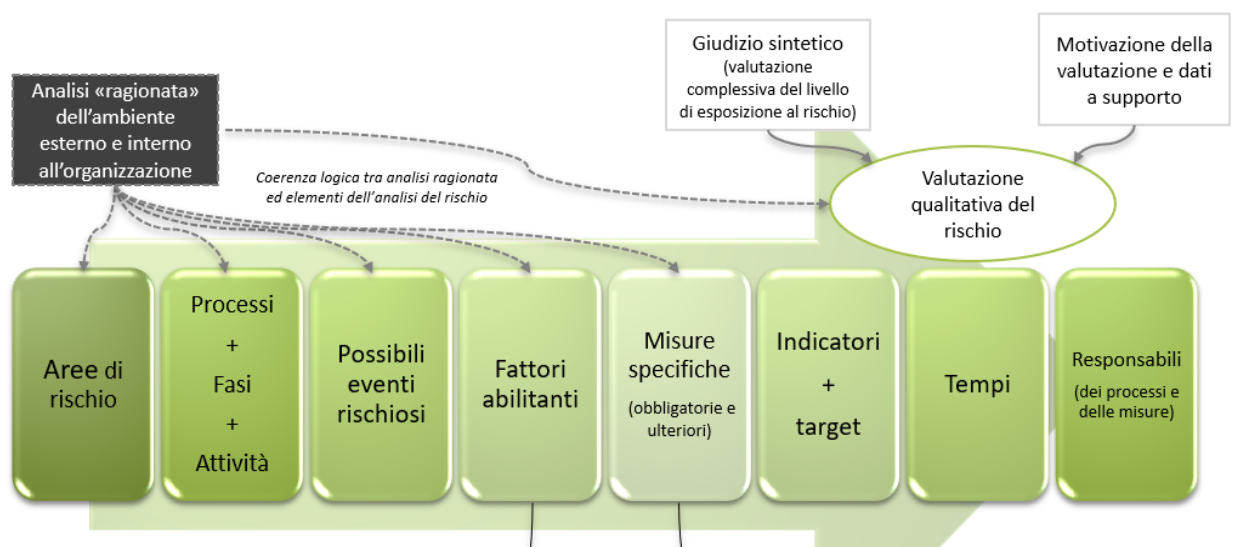 Giudizio sintetico
(valutazione
complessiva del livello
di esposizione al rischio)
Motivazione della
valutazione e dati
a supporto
Analisi «ragionata»
dell’ambiente
esterno e interno
all’organizzazione
Coerenza logica tra analisi ragionata
ed elementi dell’analisi del rischio
Valutazione
qualitativa del
rischio
Aree di
rischio
Processi
+
Fasi
+
Attività
Possibili
eventi
rischiosi
Fattori
abilitanti
Misure
specifiche
(obbligatorie e
ulteriori)
Indicatori
+
target
Tempi
Responsabili
(dei processi e
delle misure)